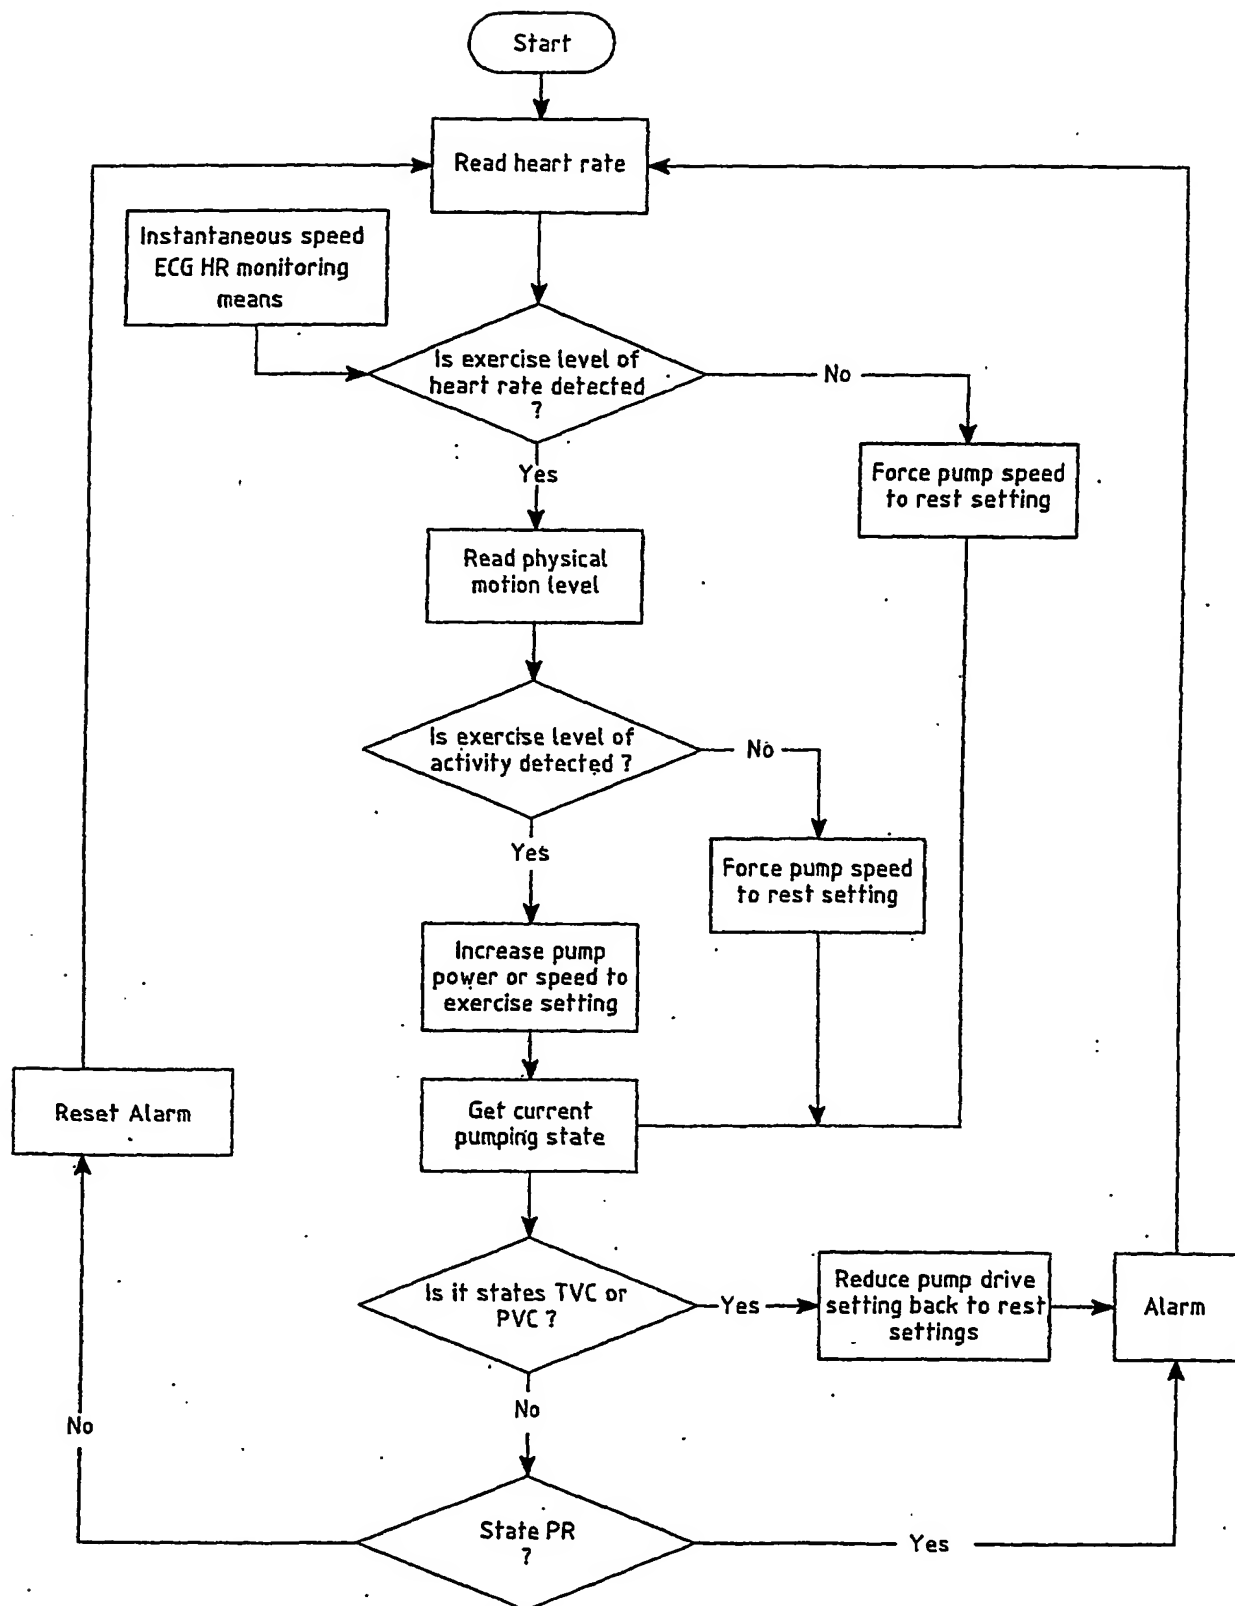 Start
Read heart rate
Instantaneous speed
ECG HR monitoring
means
Is exercise level of
heart rate detected
?
No
Yes
Force pump speed
to rest setting
Read physical
motion level
Is exercise level of
activity detected ?
No
Yes
Force pump speed
to rest setting
Increase pump
power or speed to
exercise setting
Reset Alarm
Get current
pumping state
Is it states TVC or
PVC ?
Yes
Reduce pump drive
setting back to rest
settings
Alarm
No
No
State PR
?
Yes